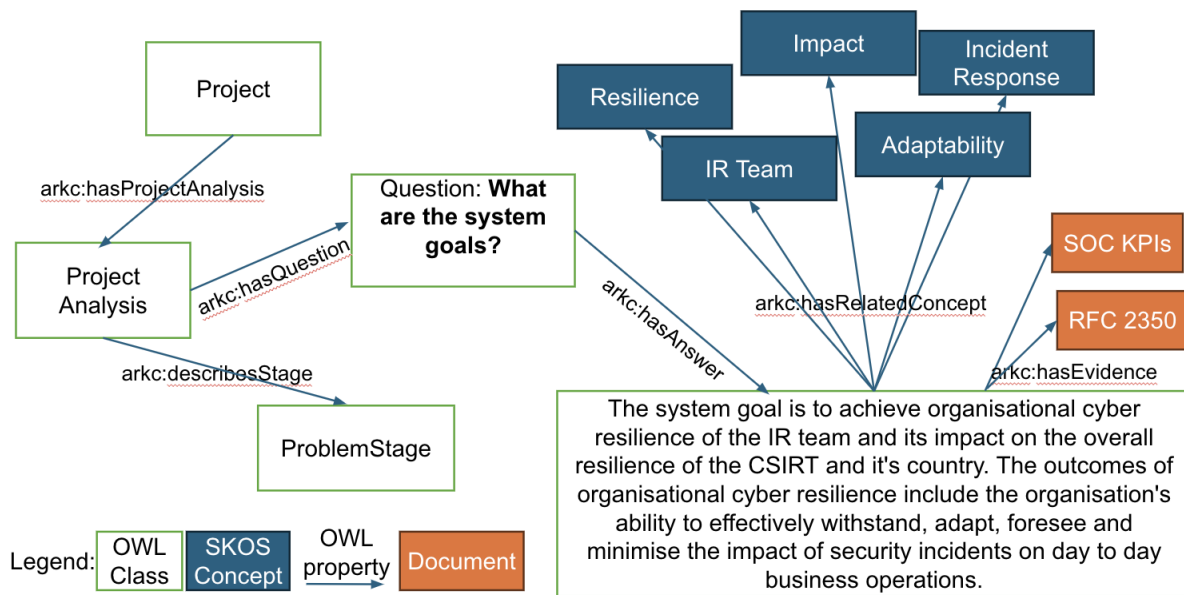 Project
arkc:hasProjectAnalysis
Project
Analysis
arkc:hasQuestion
Question: What
are the system
goals?
arkc:describesStage
ProblemStage
arkc:hasAnswer
Resilience
Impact
Incident
Response
IR Team
Adaptability
arkc:hasRelatedConcept
SOC KPIs
RFC 2350
arkc:hasEvidence
The system goal is to achieve organisational cyber
resilience of the IR team and its impact on the overall
resilience of the CSIRT and it's country. The outcomes of
organisational cyber resilience include the organisation's
ability to effectively withstand, adapt, foresee and
minimise the impact of security incidents on day to day
business operations.
Legend:
OWL
Class
SKOS
Concept
OWL
property
Document